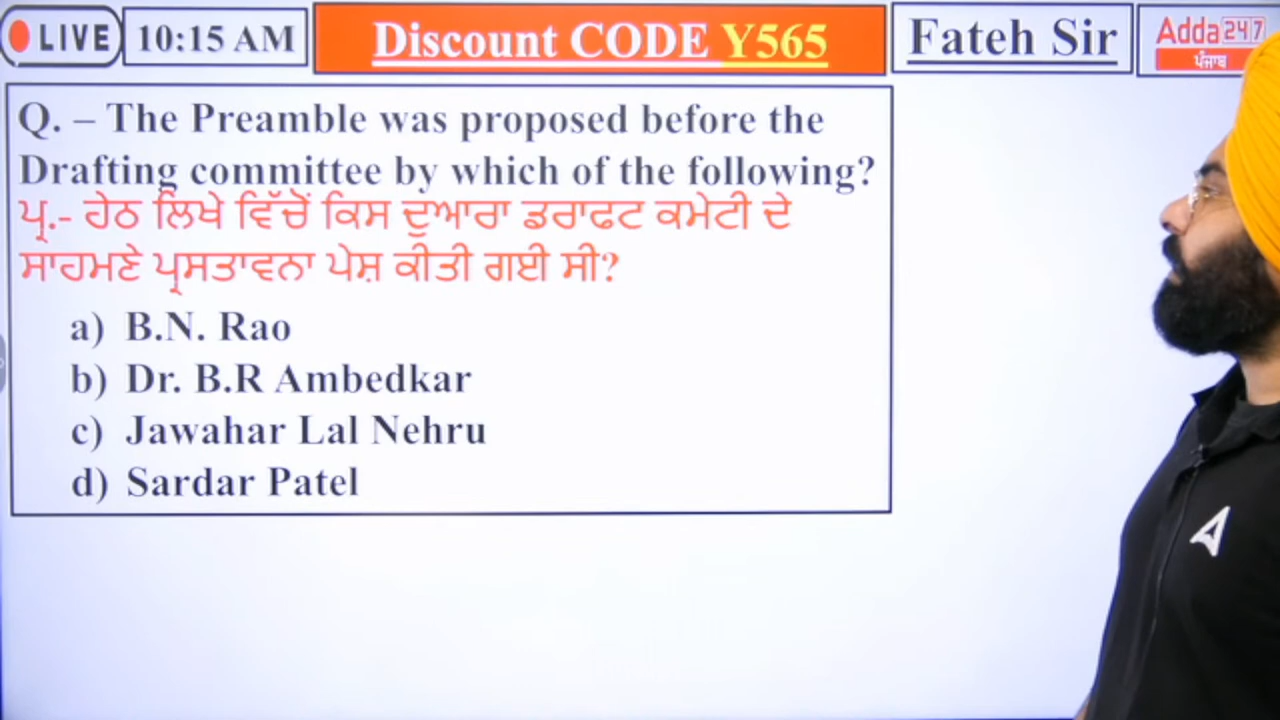 LIVE
10:15 AM
Discount CODE Y565
Fateh Sir
Adda247
ਪੰਜਾਬ
Q. – The Preamble was proposed before the
Drafting committee by which of the following?
ਪ੍ਰ.- ਹੇਠ ਲਿਖੇ ਵਿੱਚੋਂ ਕਿਸ ਦੁਆਰਾ ਡਰਾਫਟ ਕਮੇਟੀ ਦੇ
ਸਾਹਮਣੇ ਪ੍ਰਸਤਾਵਨਾ ਪੇਸ਼ ਕੀਤੀ ਗਈ ਸੀ?
a) B.N. Rao
b) Dr. B.R Ambedkar
c) Jawahar Lal Nehru
d) Sardar Patel